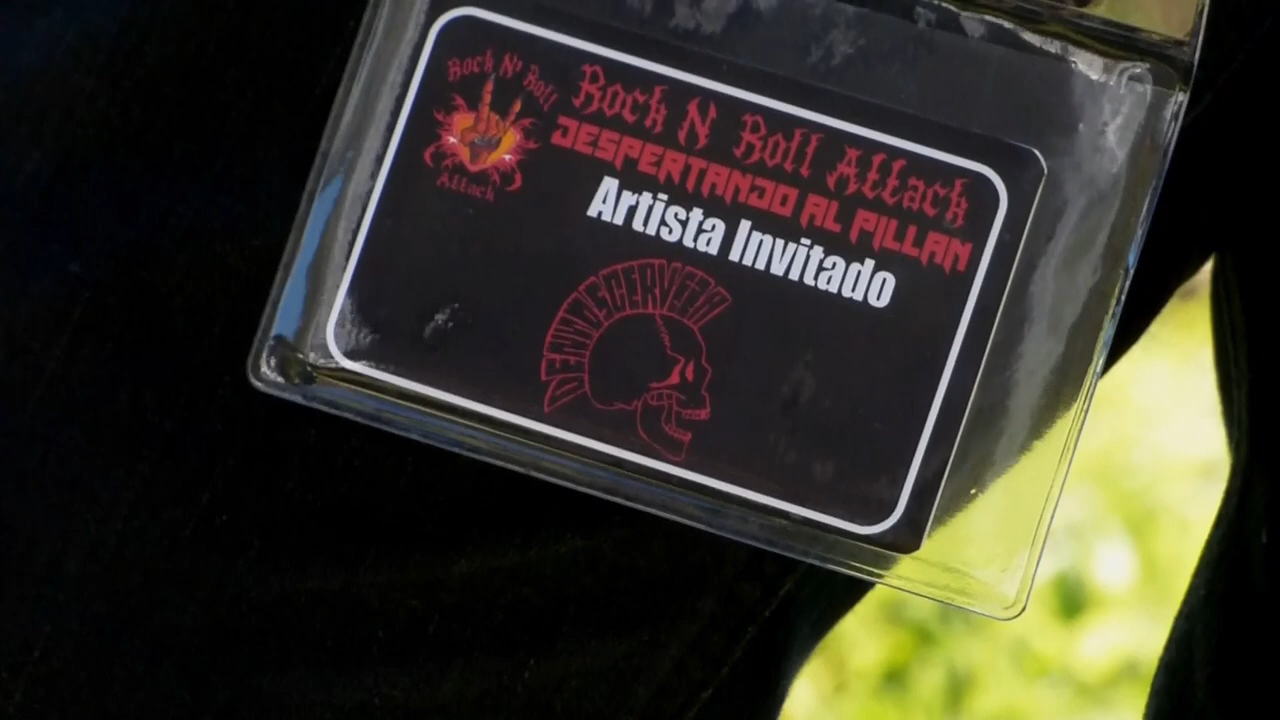 Rock N' Roll
Attack
Rock N Roll Attack
DESPERTANDO AL PILLAN
Artista Invitado